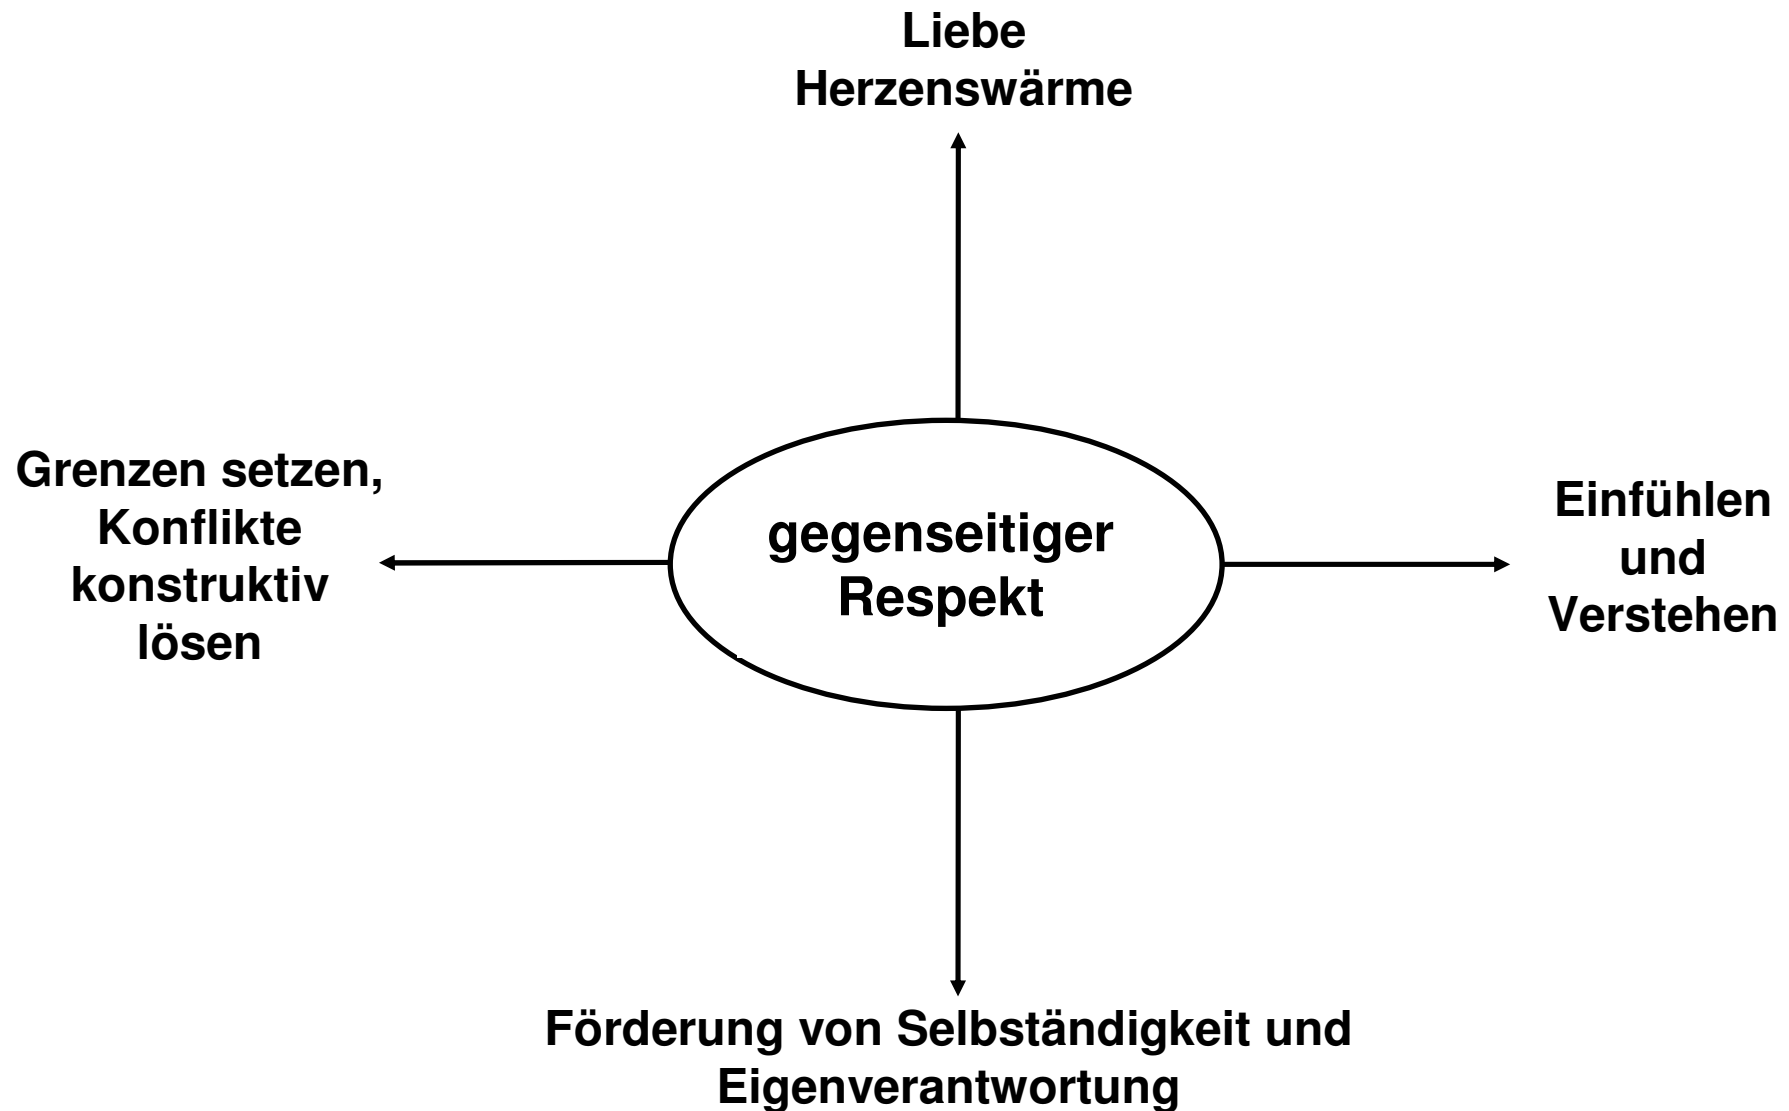 Liebe
Herzenswärme
Grenzen setzen,
Konflikte
konstruktiv
lösen
gegenseitiger
Respekt
Einfühlen
und
Verstehen
Förderung von Selbständigkeit und
Eigenverantwortung